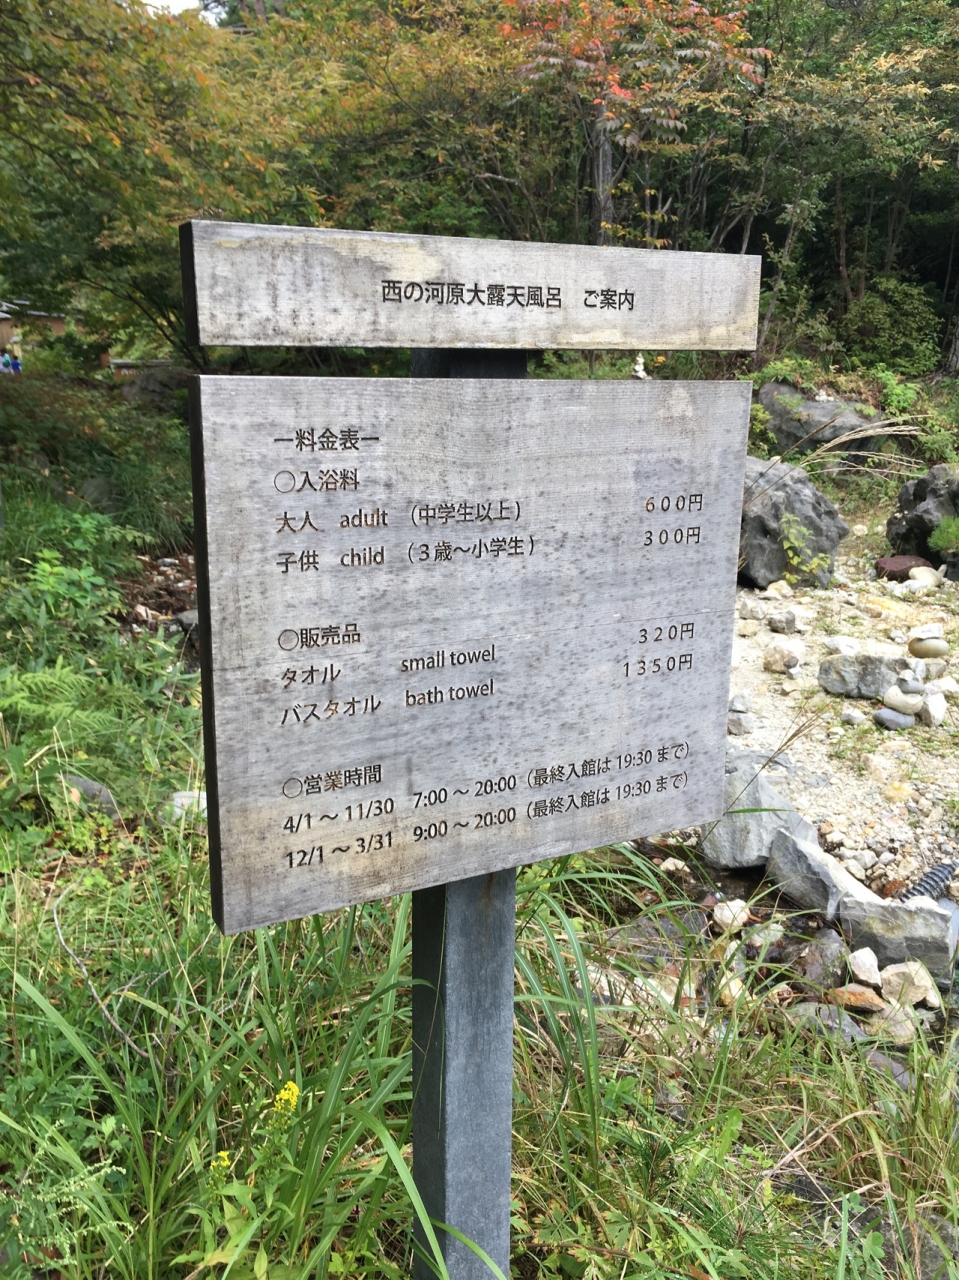 西の河原大露天風呂 ご案内
ー料金表ー
○入浴料
大人 adult （中学生以上） 600円
子供 child （3歳～小学生） 300円
○販売品
タオル small towel 320円
バスタオル bath towel 1350円
○営業時間
4/1 ～ 11/30 7:00 ～ 20:00（最終入館は 19:30 まで）
12/1 ～ 3/31 9:00 ～ 20:00（最終入館は 19:30 まで）